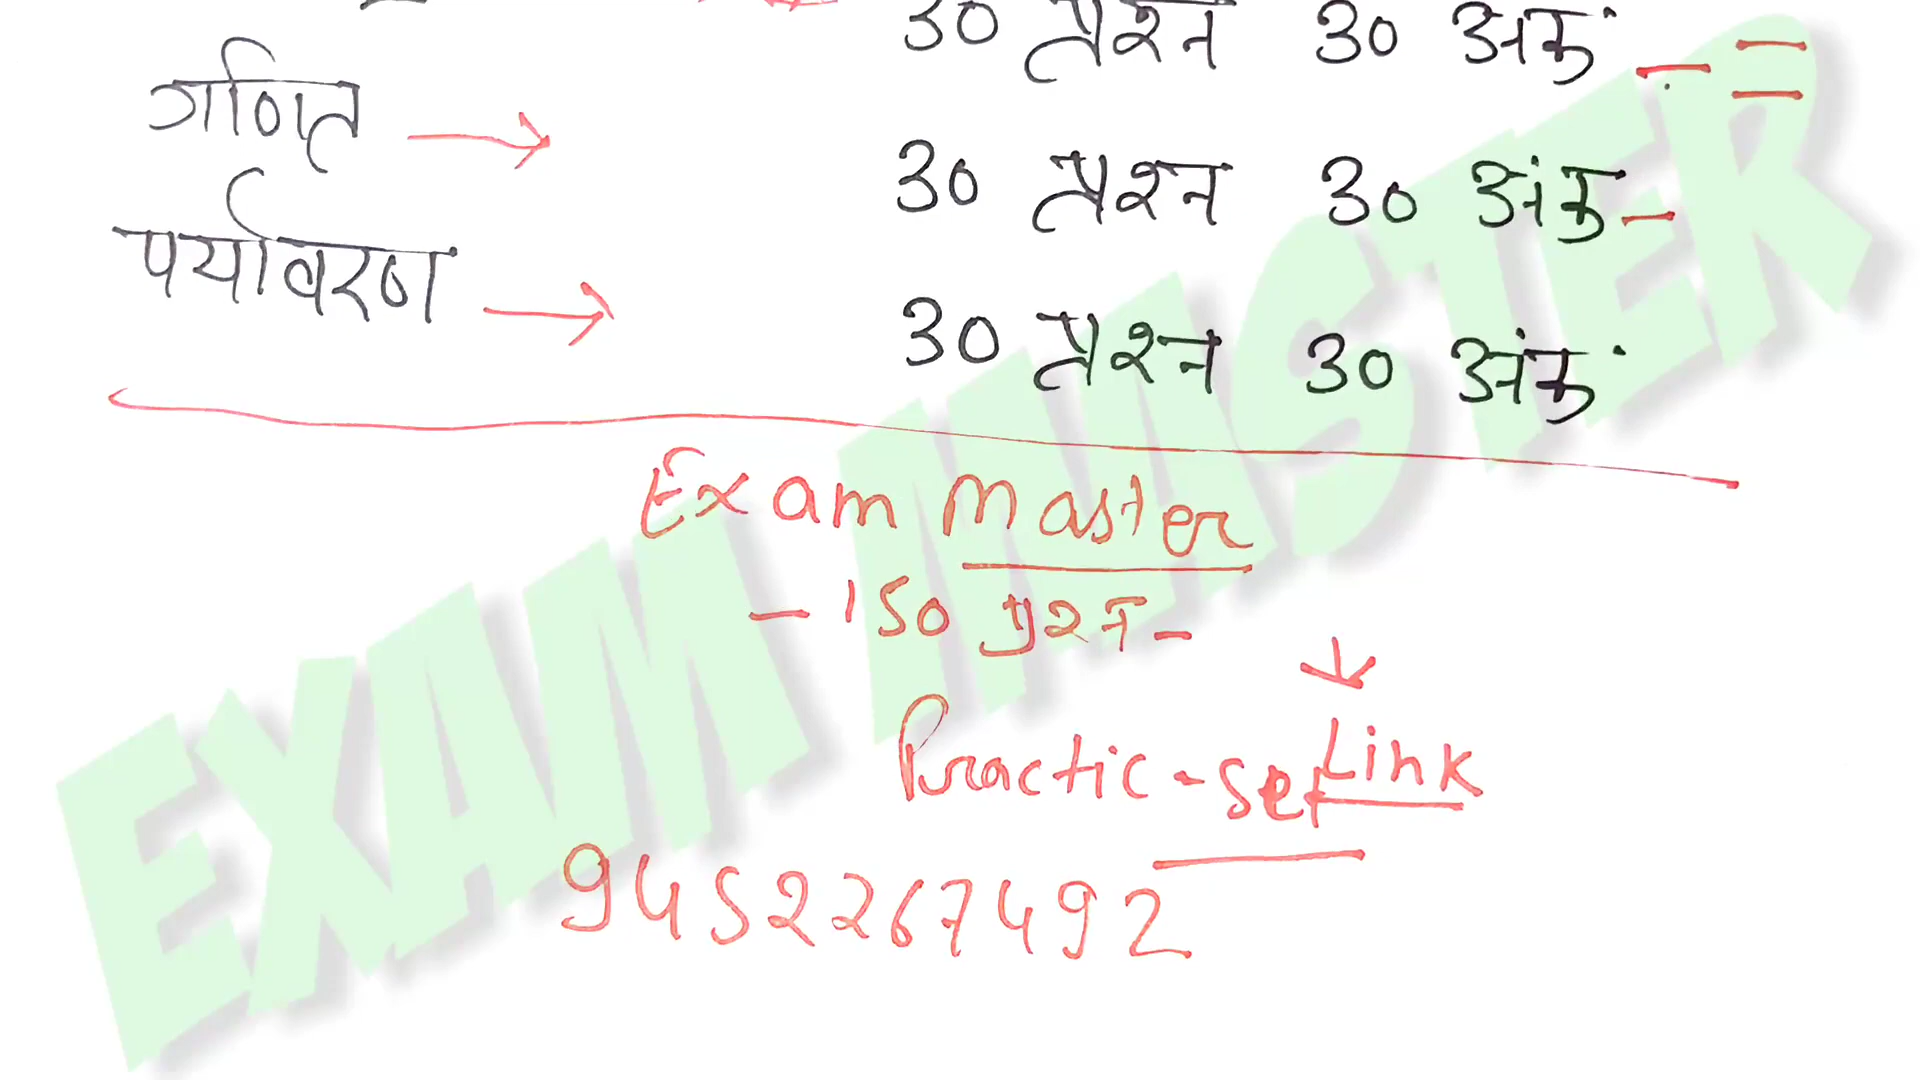 30 प्रश्न 30 अंक
गणित → 30 प्रश्न 30 अंक
पर्यावरण → 30 प्रश्न 30 अंक
Exam Master
- 150 प्रश्न -
Practic - set Link
9452267492
EXAM MASTER